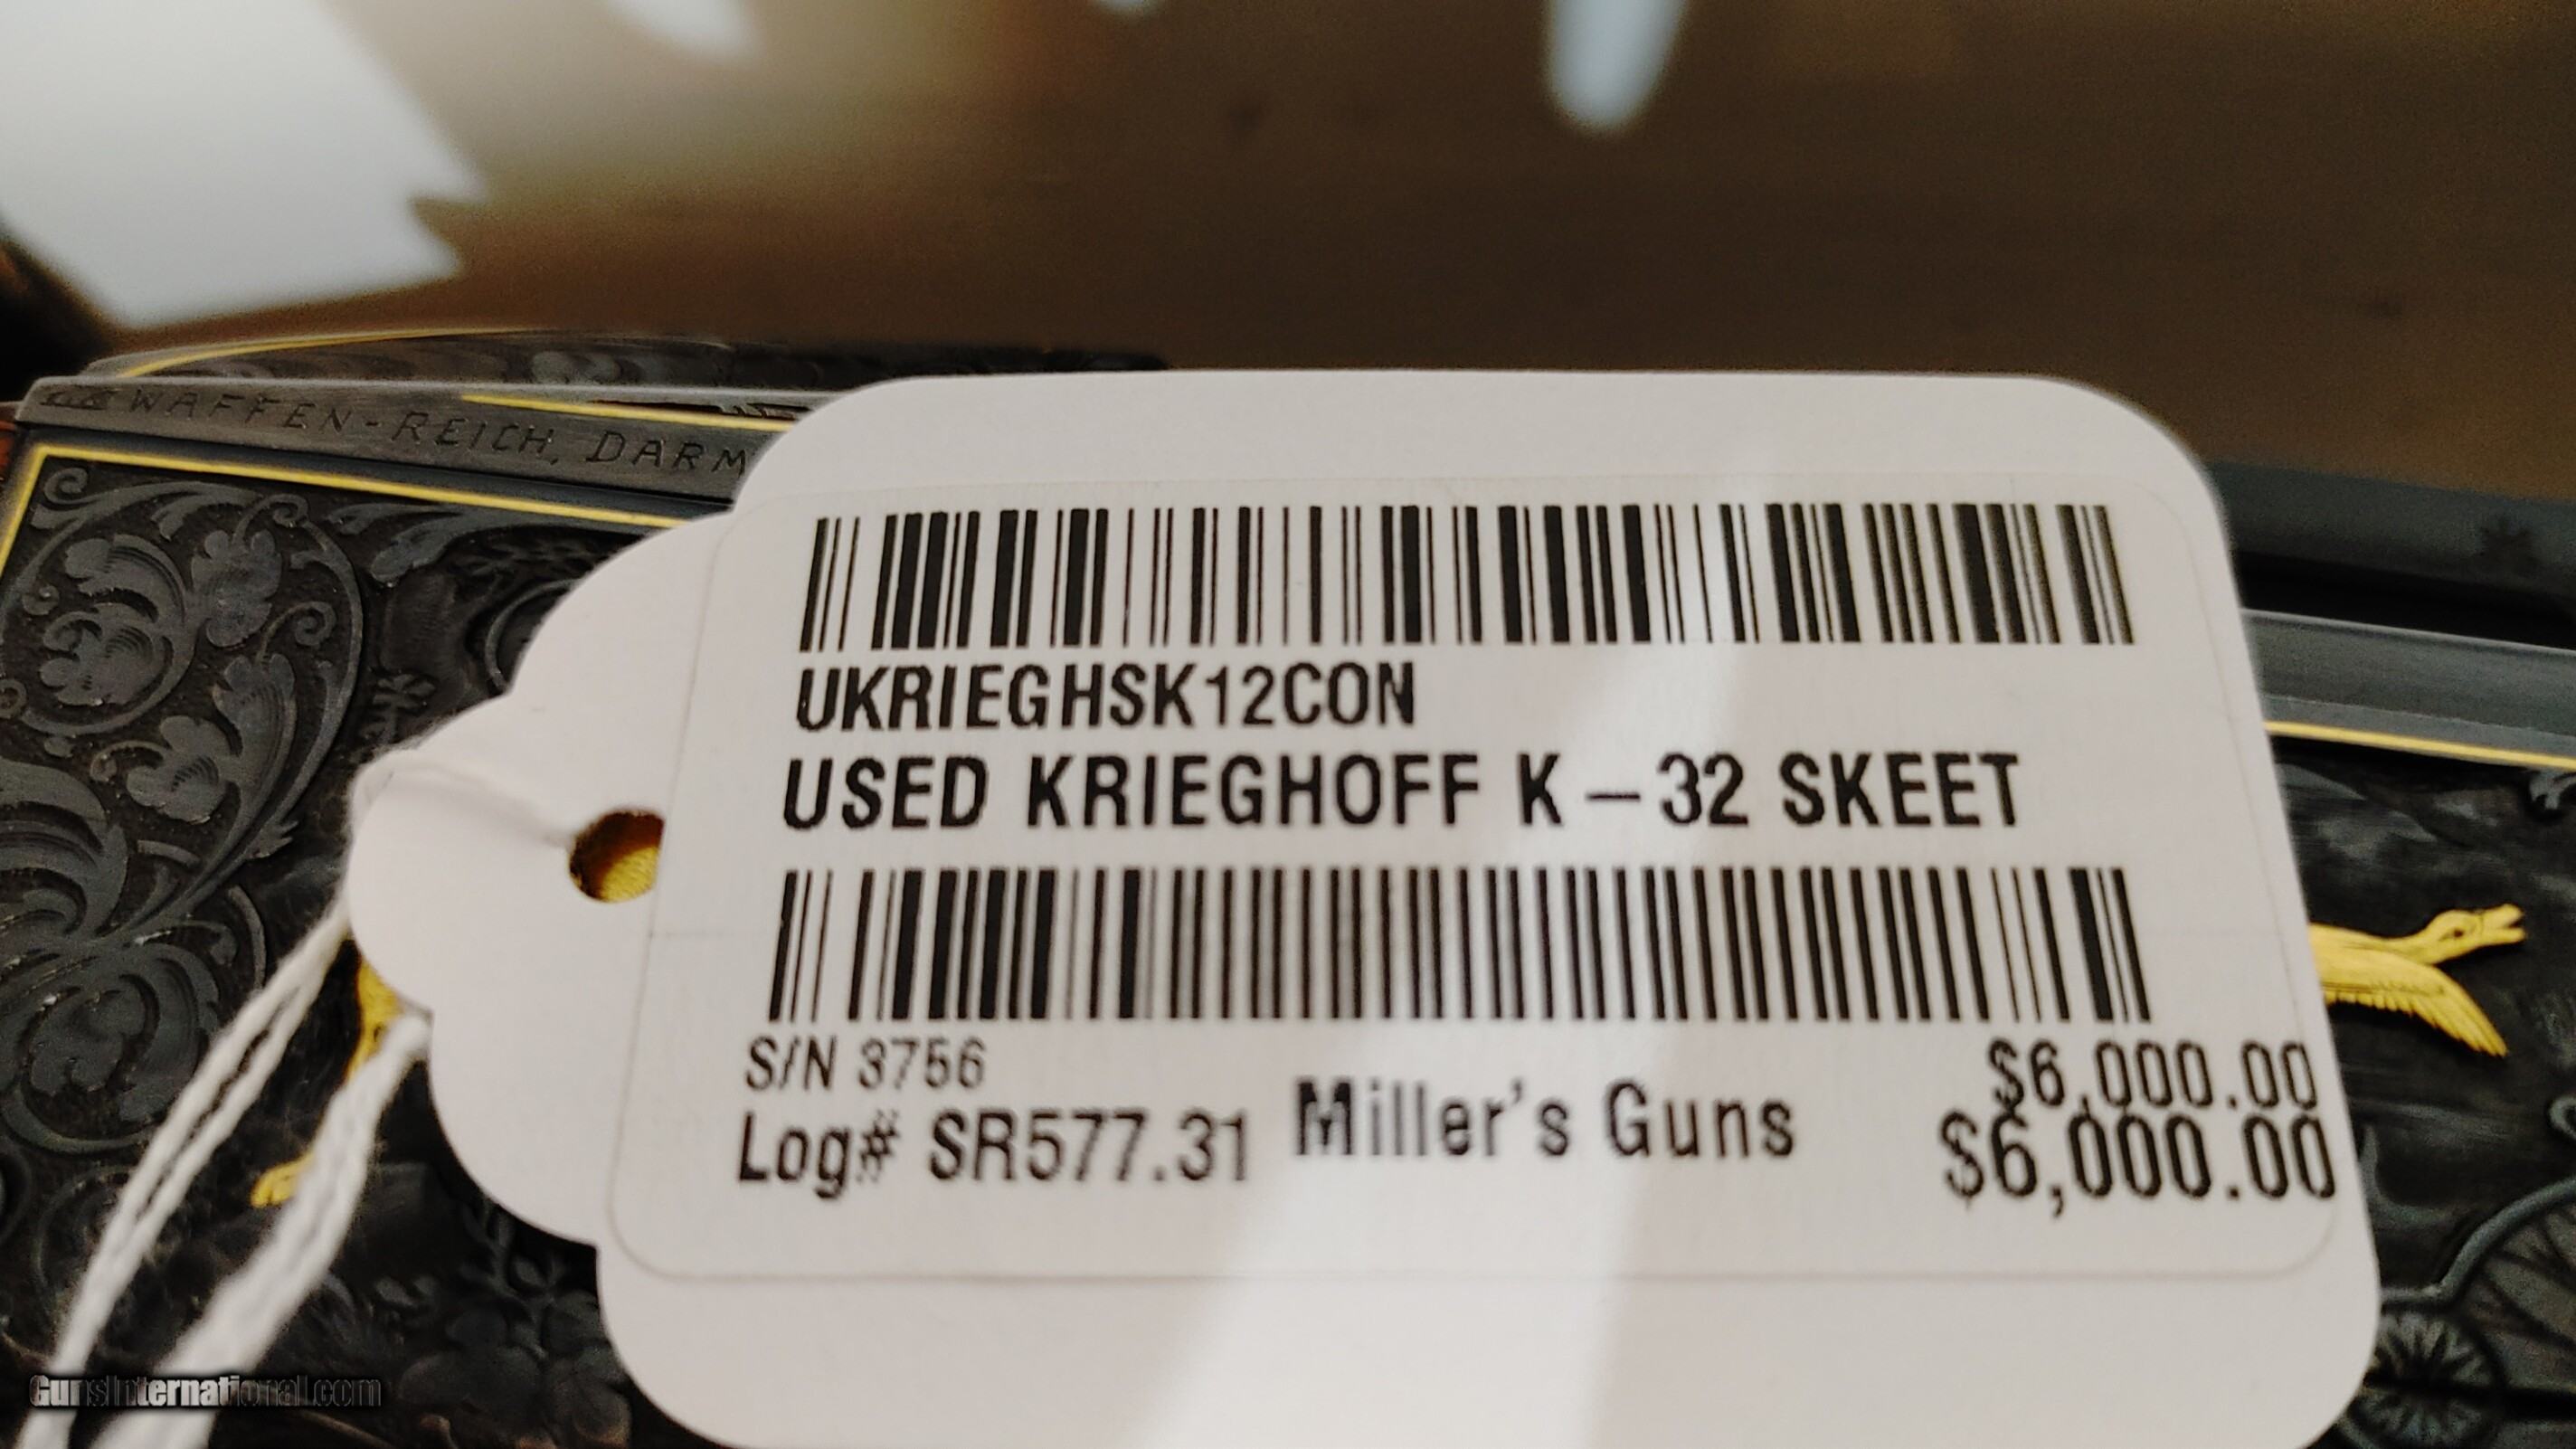 WAFFEN-REICH, DARM
UKRIEGHSK12CON
USED KRIEGHOFF K-32 SKEET
S/N 3756
$6,000.00
Log# SR577.31
Miller's Guns
$6,000.00
GunsInternational.com